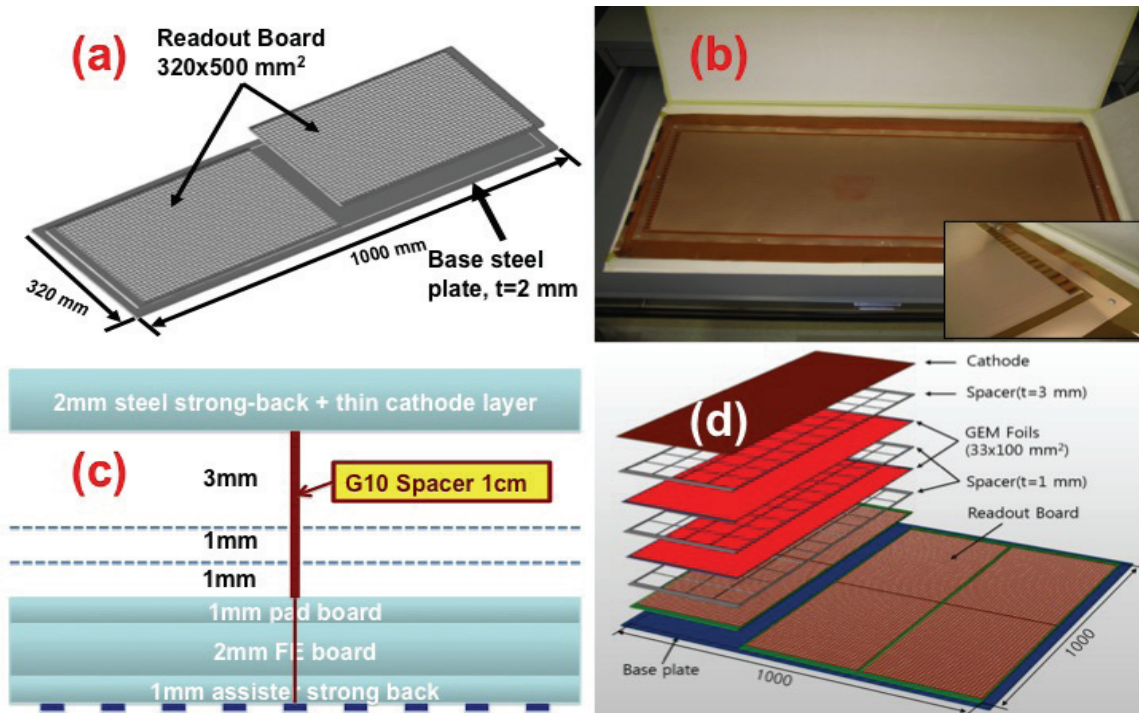 (a)
Readout Board
320x500 mm²
320 mm
1000 mm
Base steel
plate, t=2 mm
(b)
(c)
2mm steel strong-back + thin cathode layer
3mm
G10 Spacer 1cm
1mm
1mm
1mm pad board
2mm FE board
1mm assister strong back
(d)
Cathode
Spacer(t=3 mm)
GEM Foils
(33x100 mm²)
Spacer(t=1 mm)
Readout Board
Base plate
1000
1000